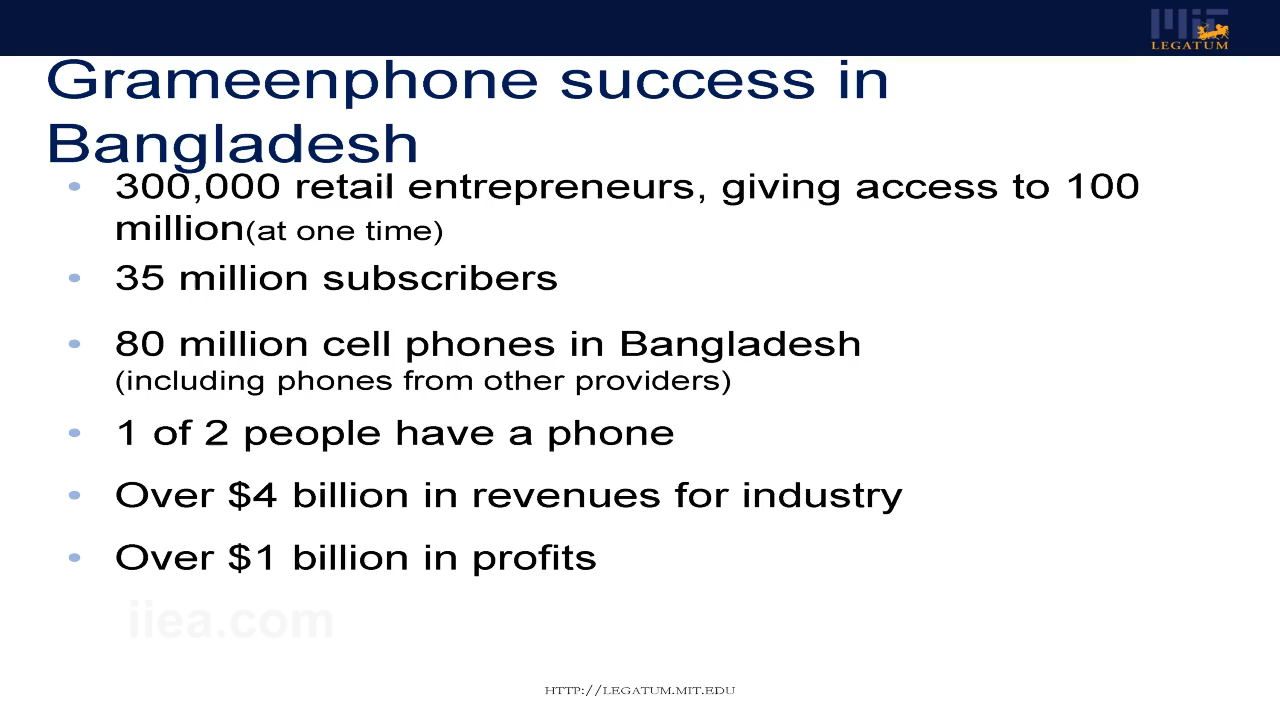 MIT
LEGATUM
Grameenphone success in
Bangladesh
• 300,000 retail entrepreneurs, giving access to 100
million(at one time)
• 35 million subscribers
• 80 million cell phones in Bangladesh
(including phones from other providers)
• 1 of 2 people have a phone
• Over $4 billion in revenues for industry
• Over $1 billion in profits
iiea.com
HTTP://LEGATUM.MIT.EDU